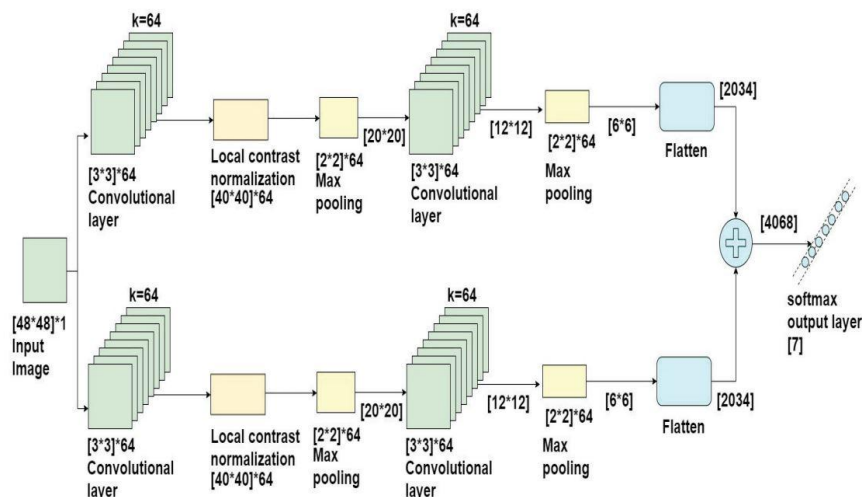 k=64
k=64
[2034]
[20*20]
[12*12]
[6*6]
[3*3]*64
Convolutional
layer
Local contrast
normalization
[40*40]*64
[2*2]*64
Max
pooling
[3*3]*64
Convolutional
layer
[2*2]*64
Max
pooling
Flatten
[4068]
softmax
output layer
[7]
[48*48]*1
Input
Image
k=64
k=64
[20*20]
[12*12]
[6*6]
[2034]
[3*3]*64
Convolutional
layer
Local contrast
normalization
[40*40]*64
[2*2]*64
Max
pooling
[3*3]*64
Convolutional
layer
[2*2]*64
Max
pooling
Flatten